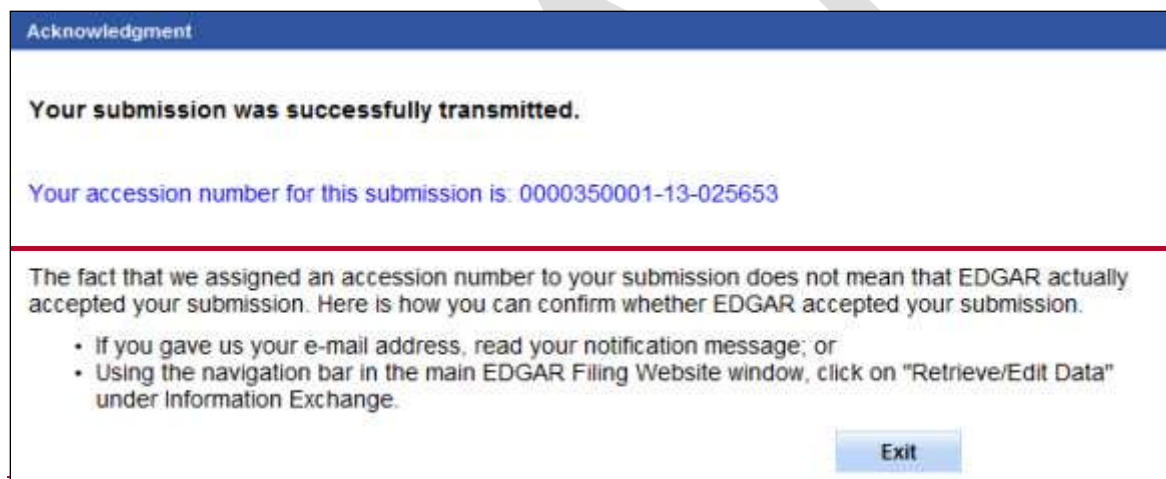 Acknowledgment
Your submission was successfully transmitted.
Your accession number for this submission is: 0000350001-13-025653
The fact that we assigned an accession number to your submission does not mean that EDGAR actually
accepted your submission. Here is how you can confirm whether EDGAR accepted your submission.
• If you gave us your e-mail address, read your notification message; or
• Using the navigation bar in the main EDGAR Filing Website window, click on "Retrieve/Edit Data"
under Information Exchange.
Exit